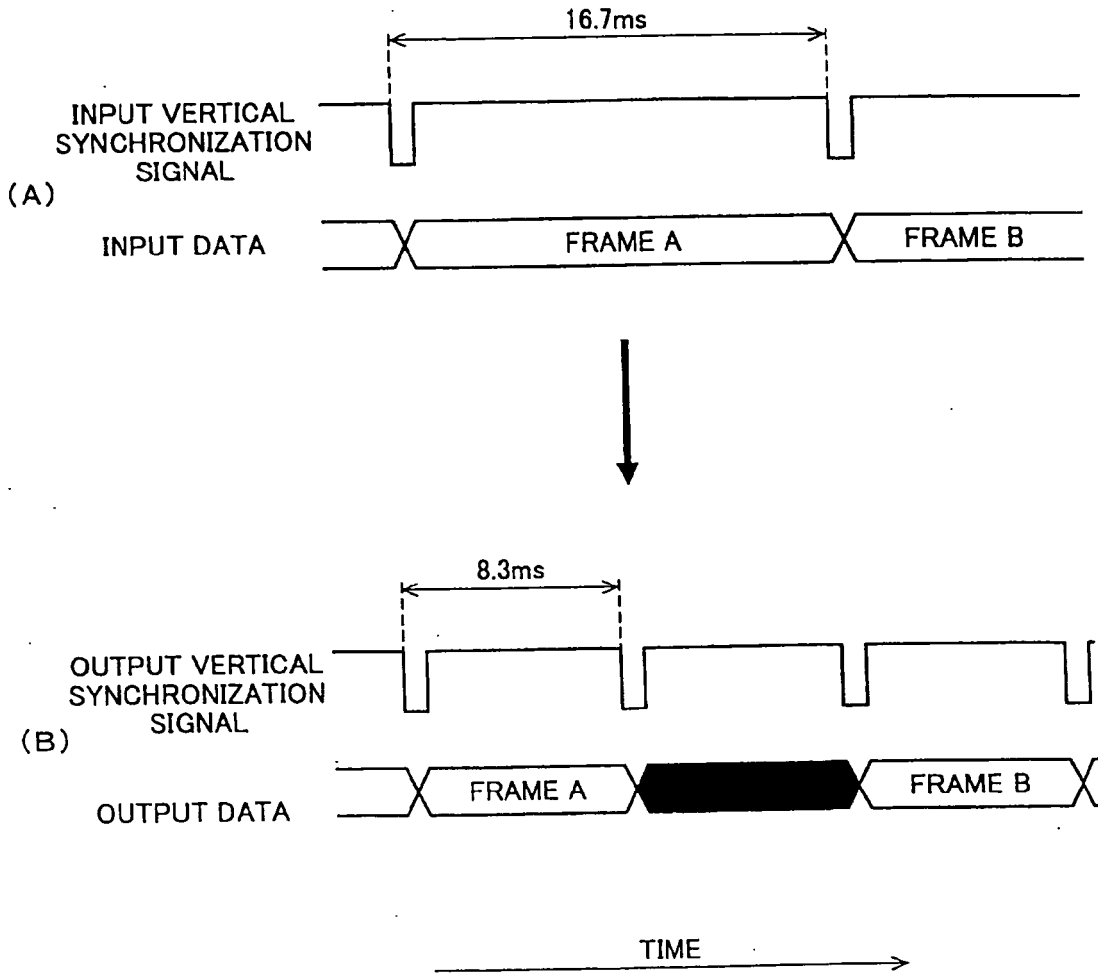 16.7ms
INPUT VERTICAL
SYNCHRONIZATION
SIGNAL
(A)
INPUT DATA
FRAME A
FRAME B
8.3ms
OUTPUT VERTICAL
SYNCHRONIZATION
SIGNAL
(B)
OUTPUT DATA
FRAME A
FRAME B
TIME